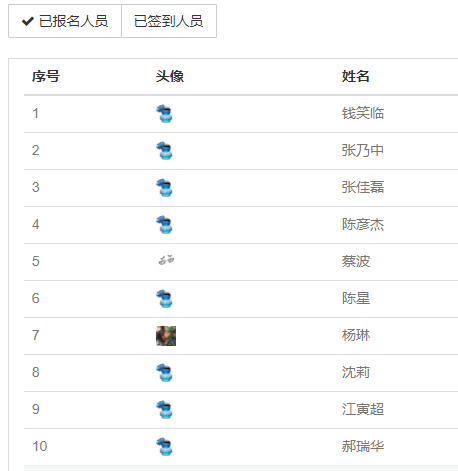 已报名人员 已签到人员
序号 头像 姓名
1 钱笑临
2 张乃中
3 张佳磊
4 陈彦杰
5 蔡波
6 陈星
7 杨琳
8 沈莉
9 江寅超
10 郝瑞华